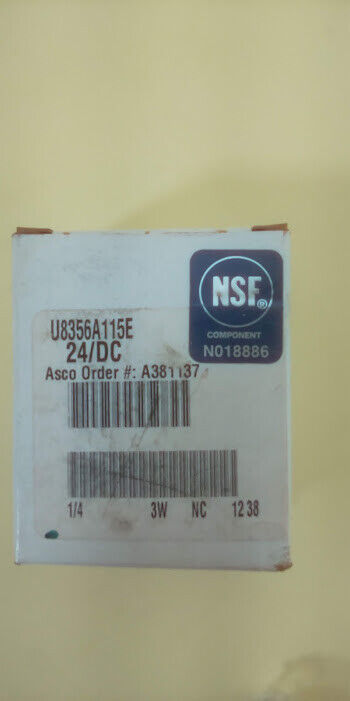 NSF®
COMPONENT
N018886
U8356A115E
24/DC
Asco Order #: A381137
1/4 3W NC 12 38